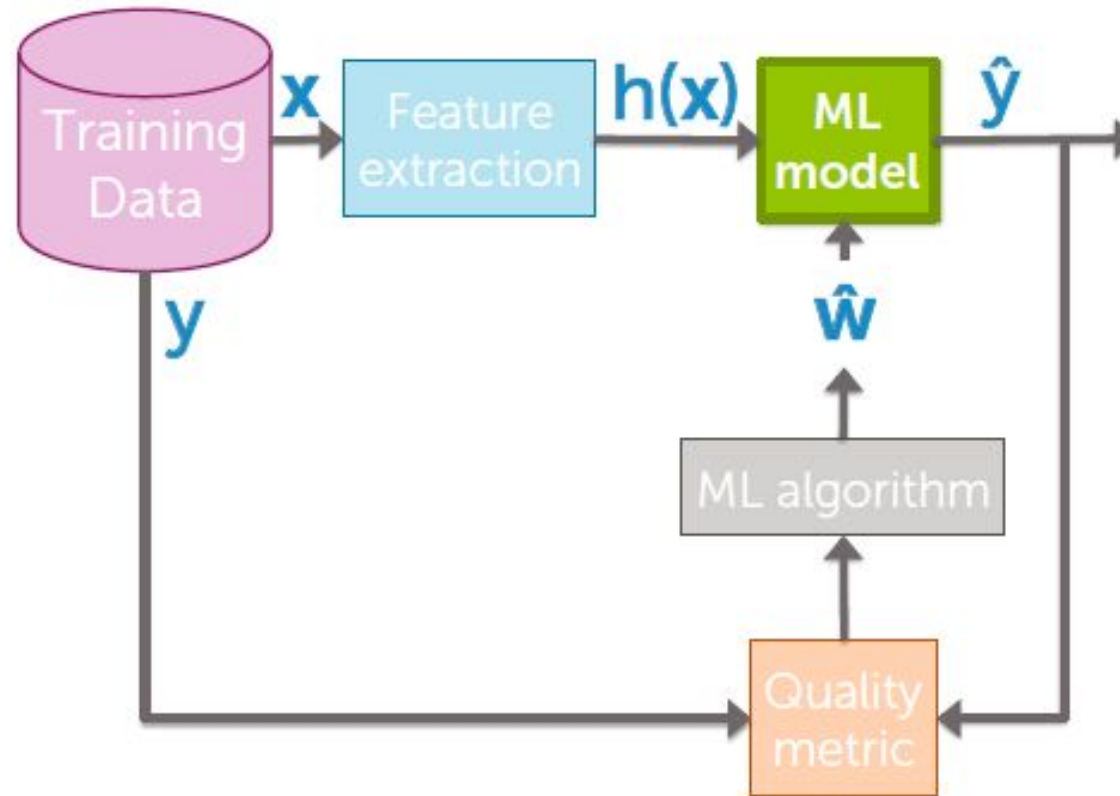 Training
Data
x
Feature
extraction
h(x)
ML
model
ŷ
y
ŵ
ML algorithm
Quality
metric